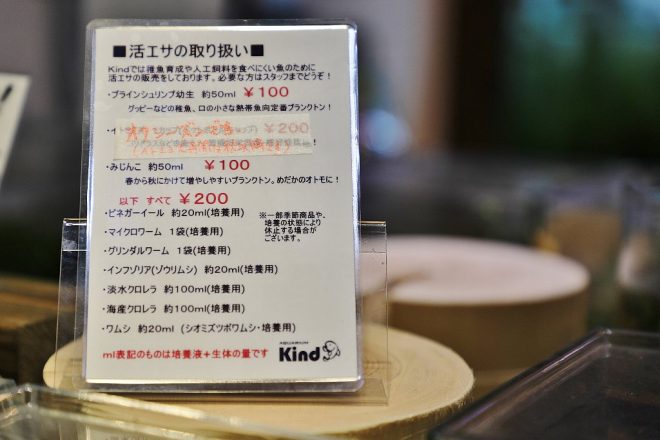 ■活エサの取り扱い■
Kindでは稚魚育成や人工飼料を食べにくい魚のために
活エサの販売をしております。必要な方はスタッフまでどうぞ！
・ブラインシュリンプ幼生 約50ml ￥100
グッピーなどの稚魚、口の小さな熱帯魚向定番プランクトン！
・イト ￥200
オフシーズン
・みじんこ 約50ml ￥100
春から秋にかけて増やしやすいプランクトン。めだかのオトモに！
以下 すべて ￥200
・ビネガーイール 約20ml(培養用)
・マイクロワーム 1袋(培養用)
・グリンダルワーム 1袋(培養用)
・インフゾリア(ゾウリムシ) 約20ml(培養用)
・淡水クロレラ 約100ml(培養用)
・海産クロレラ 約100ml(培養用)
・ワムシ 約20ml (シオミズツボワムシ・培養用)
※一部季節商品や、
培養の状態により
休止する場合が
ございます。
ml表記のものは培養液+生体の量です
AQUARIUM
Kind